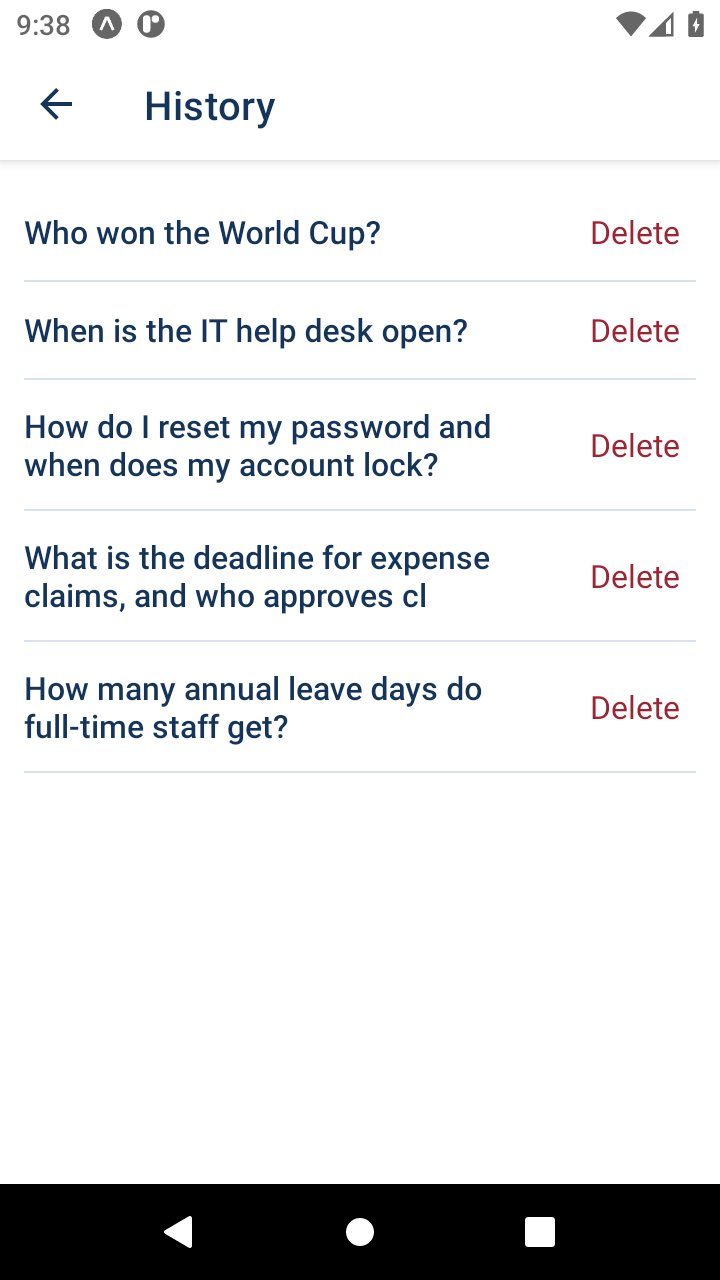 9:38
History
Who won the World Cup?
Delete
When is the IT help desk open?
Delete
How do I reset my password and
when does my account lock?
Delete
What is the deadline for expense
claims, and who approves cl
Delete
How many annual leave days do
full-time staff get?
Delete